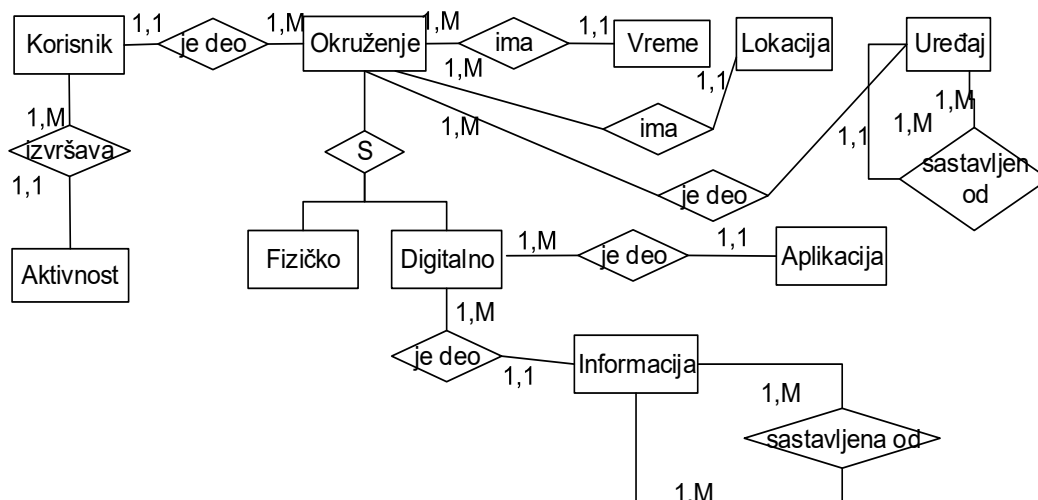 1,1
1,M
1,M
1,1
Korisnik
je deo
Okruženje
ima
Vreme
Lokacija
Uređaj
1,M
1,1
1,M
1,M
1,M
1,M
1,1
izvršava
S
ima
sastavljen
od
1,1
je deo
Aktivnost
Fizičko
Digitalno
1,M
je deo
1,1
Aplikacija
1,M
je deo
1,1
Informacija
1,M
sastavljena od
1,M